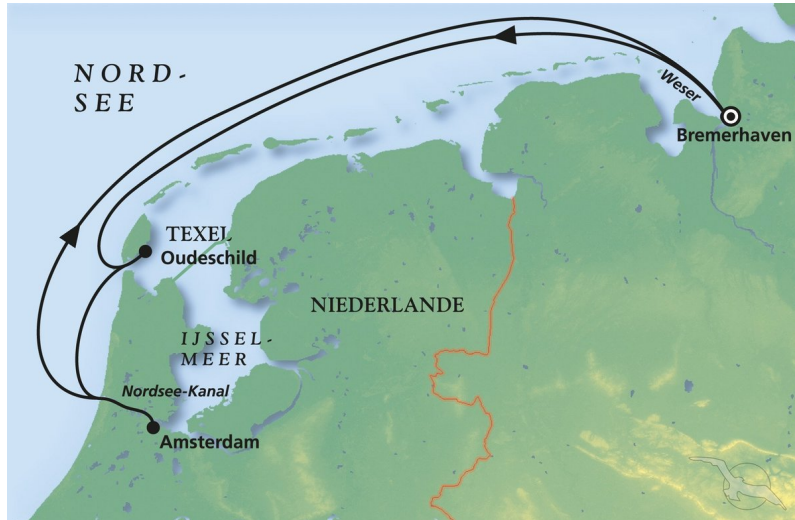 NORD-
SEE
Weser
Bremerhaven
TEXEL
Oudeschild
NIEDERLANDE
IJSSEL-
MEER
Nordsee-Kanal
Amsterdam